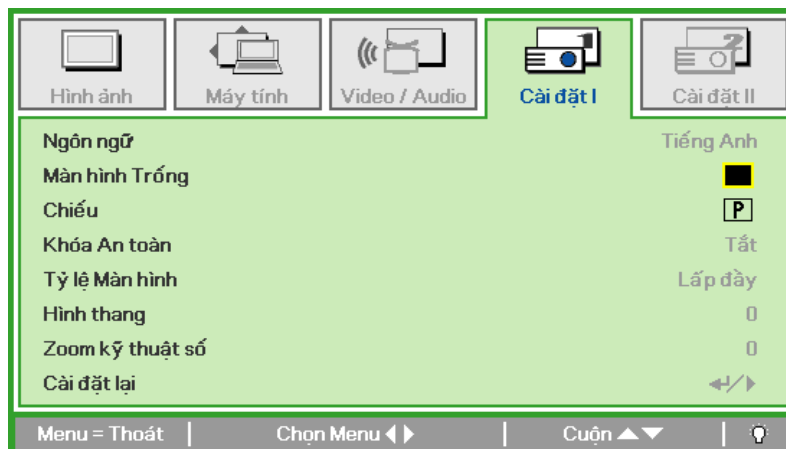 Hình ảnh
Máy tính
Video / Audio
Cài đặt I
Cài đặt II
Ngôn ngữ Tiếng Anh
Màn hình Trống
Chiếu P
Khóa An toàn Tắt
Tỷ lệ Màn hình Lấp đầy
Hình thang 0
Zoom kỹ thuật số 0
Cài đặt lại
Menu = Thoát Chọn Menu Cuộn